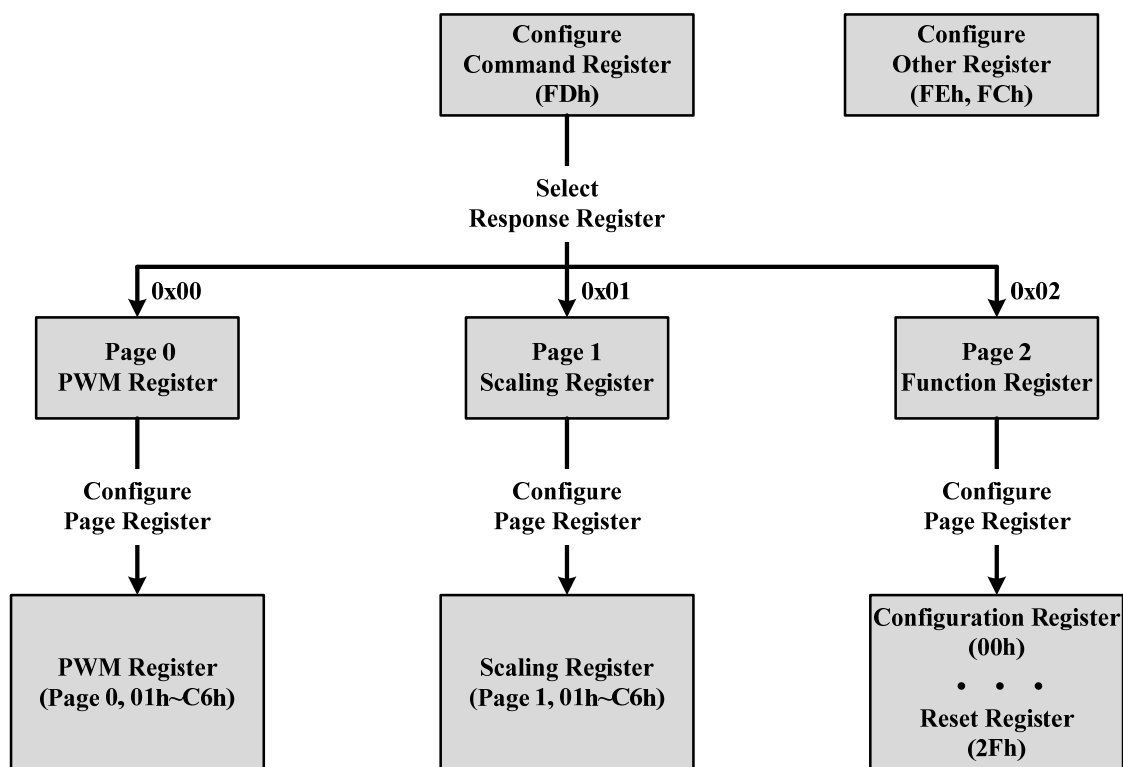 Configure
Command Register
(FDh)
Configure
Other Register
(FEh, FCh)
Select
Response Register
0x00
0x01
0x02
Page 0
PWM Register
Page 1
Scaling Register
Page 2
Function Register
Configure
Page Register
Configure
Page Register
Configure
Page Register
PWM Register
(Page 0, 01h~C6h)
Scaling Register
(Page 1, 01h~C6h)
Configuration Register
(00h)
• • •
Reset Register
(2Fh)